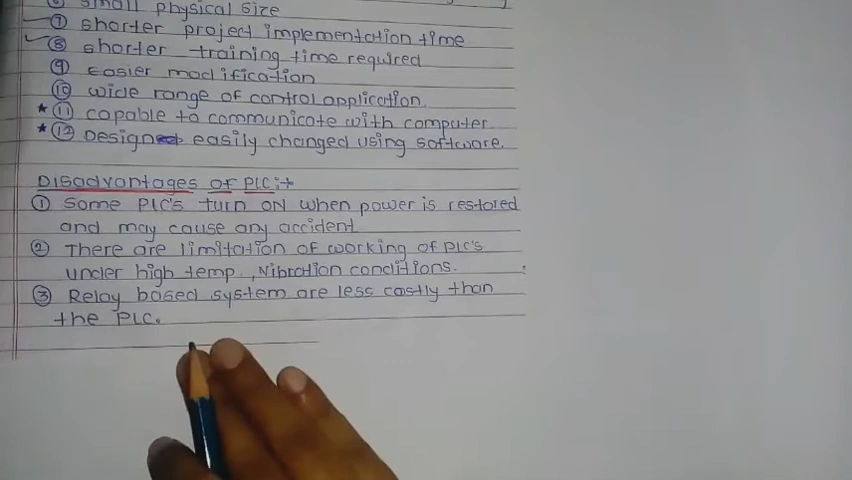 ⑥ small physical size
⑦ shorter project implementation time
⑧ shorter training time required
⑨ easier modification
⑩ wide range of control application
* ⑪ capable to communicate with computer
* ⑫ Designed easily changed using software.
Disadvantages of PLC :+
① Some PLC's turn ON when power is restored
and may cause any accident
② There are limitation of working of PLC's
under high temp., Vibration conditions.
③ Relay based system are less costly than
the PLC.